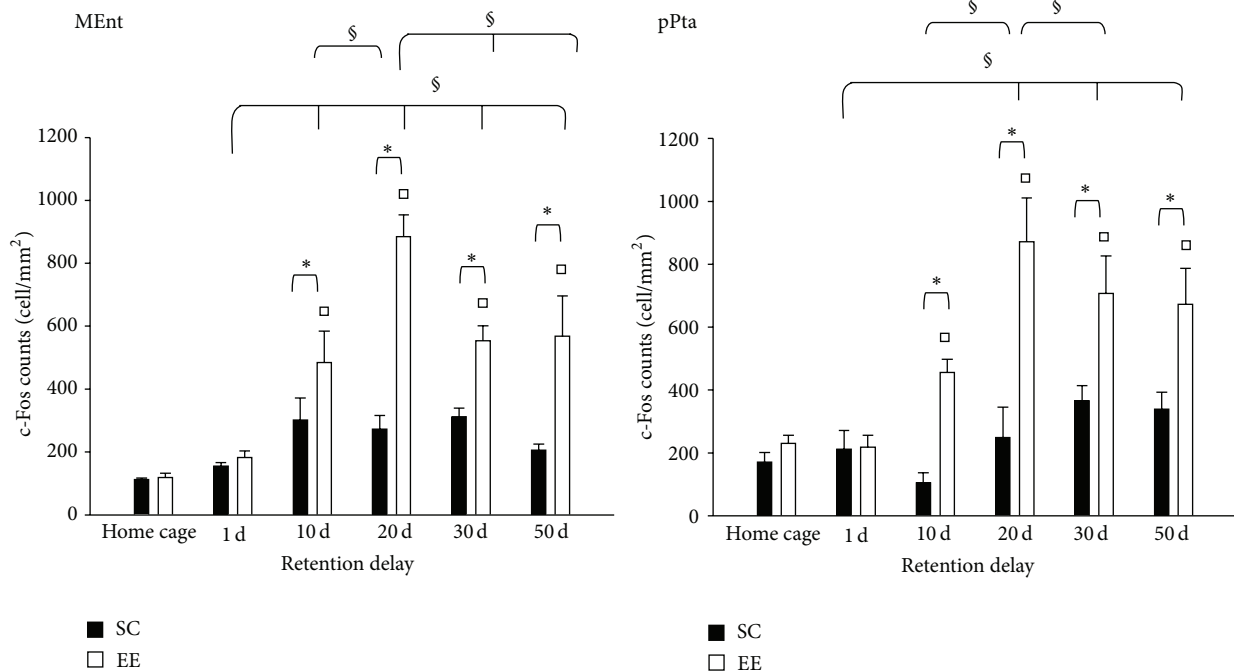 MEnt
§
§
§
1200
1000
800
600
400
200
0
c-Fos counts (cell/mm²)
*
*
*
*
Home cage
1 d
10 d
20 d
30 d
50 d
Retention delay
SC
EE
pPta
§
§
§
1200
1000
800
600
400
200
0
c-Fos counts (cell/mm²)
*
*
*
*
Home cage
1 d
10 d
20 d
30 d
50 d
Retention delay
SC
EE